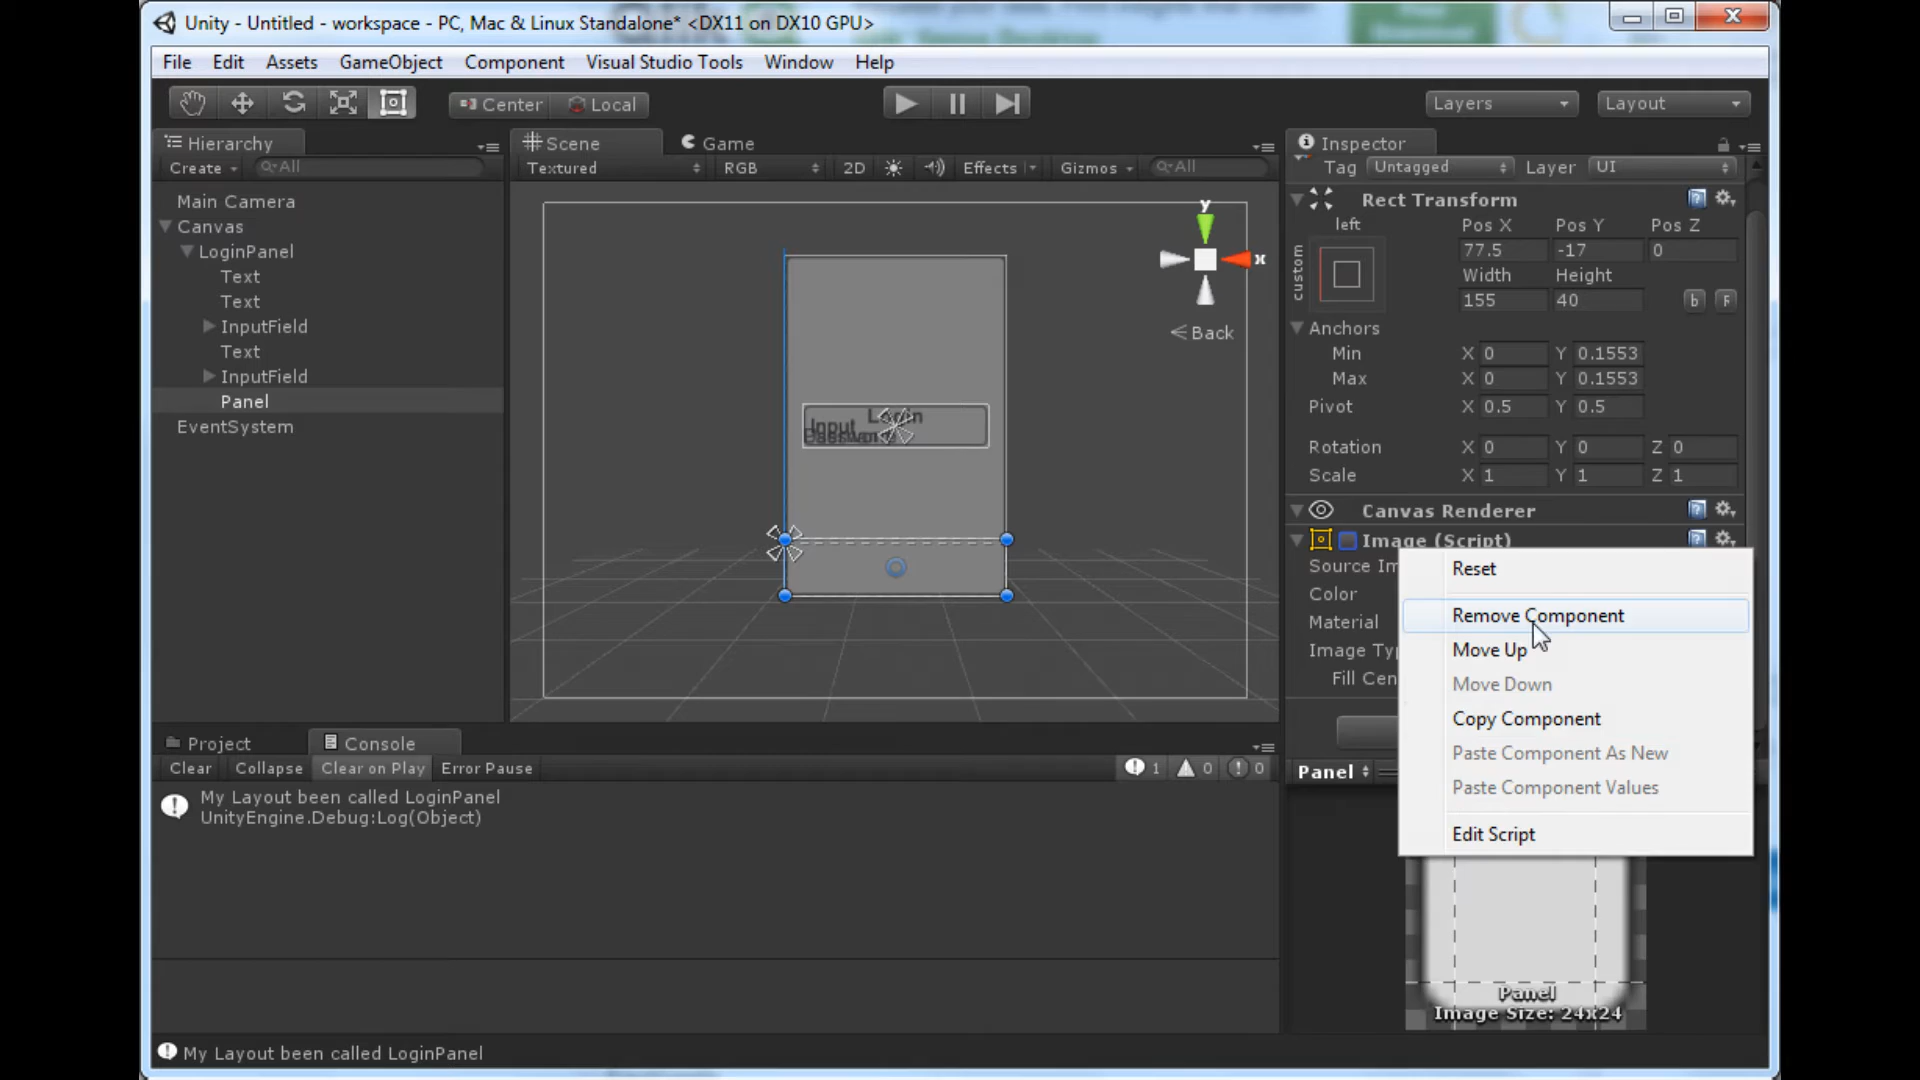 Unity - Untitled - workspace - PC, Mac & Linux Standalone* <DX11 on DX10 GPU>
File Edit Assets GameObject Component Visual Studio Tools Window Help
Center Local Layers Layout
Hierarchy
Create All
Main Camera
Canvas
LoginPanel
Text
Text
InputField
Text
InputField
Panel
EventSystem
Scene Game
Textured RGB 2D Effects Gizmos All
y
x
Back
Login
Input
Inspector
Tag Untagged Layer UI
Rect Transform
left Pos X Pos Y Pos Z
custom 77.5 -17 0
Width Height
155 40 b F
Anchors
Min X 0 Y 0.1553
Max X 0 Y 0.1553
Pivot X 0.5 Y 0.5
Rotation X 0 Y 0 Z 0
Scale X 1 Y 1 Z 1
Canvas Renderer
Image (Script)
Source Im
Color
Material
Image Typ
Fill Cen
Reset
Remove Component
Move Up
Move Down
Copy Component
Paste Component As New
Paste Component Values
Edit Script
Panel
Panel
Image Size: 24x24
Project Console
Clear Collapse Clear on Play Error Pause 1 0 0
My Layout been called LoginPanel
UnityEngine.Debug:Log(Object)
My Layout been called LoginPanel